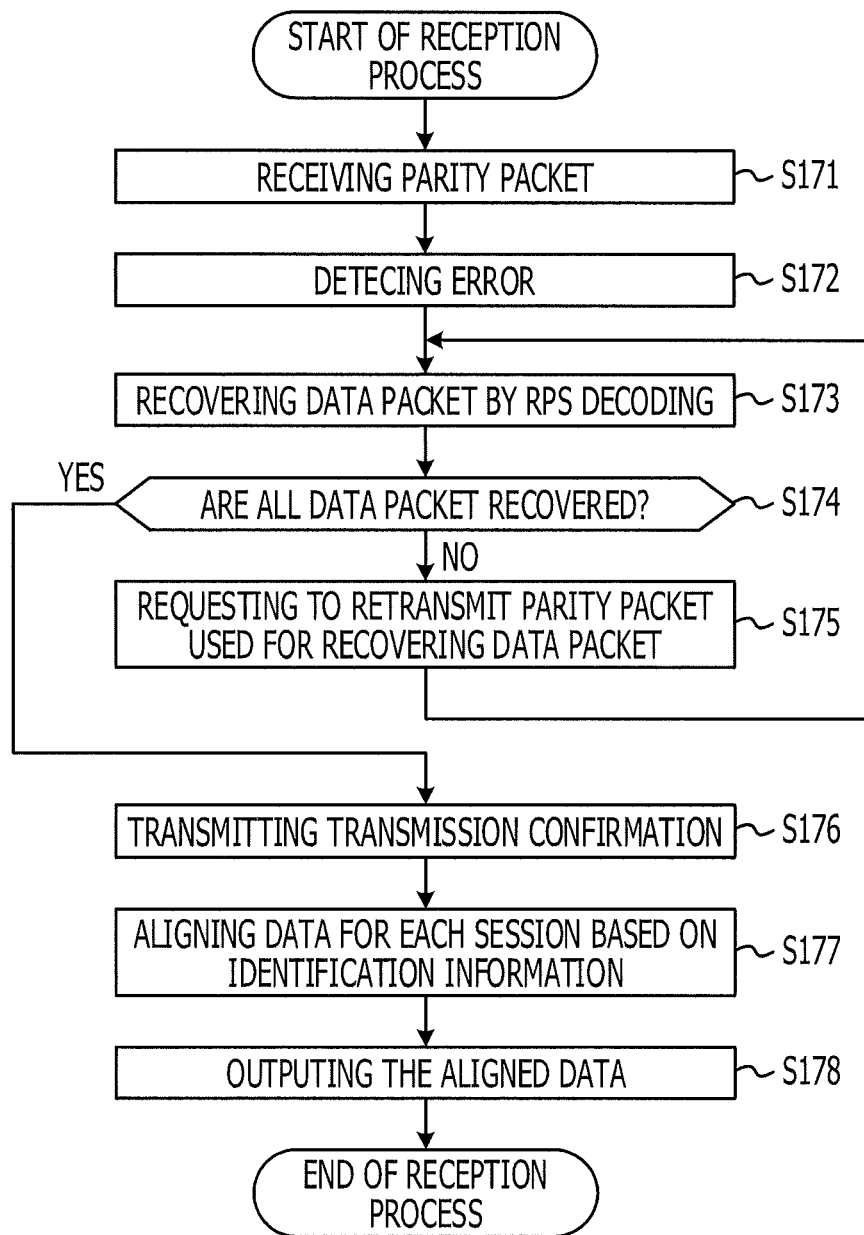 START OF RECEPTION
PROCESS
RECEIVING PARITY PACKET
S171
DETECING ERROR
S172
RECOVERING DATA PACKET BY RPS DECODING
S173
YES
ARE ALL DATA PACKET RECOVERED?
S174
NO
REQUESTING TO RETRANSMIT PARITY PACKET
USED FOR RECOVERING DATA PACKET
S175
TRANSMITTING TRANSMISSION CONFIRMATION
S176
ALIGNING DATA FOR EACH SESSION BASED ON
IDENTIFICATION INFORMATION
S177
OUTPUTING THE ALIGNED DATA
S178
END OF RECEPTION
PROCESS